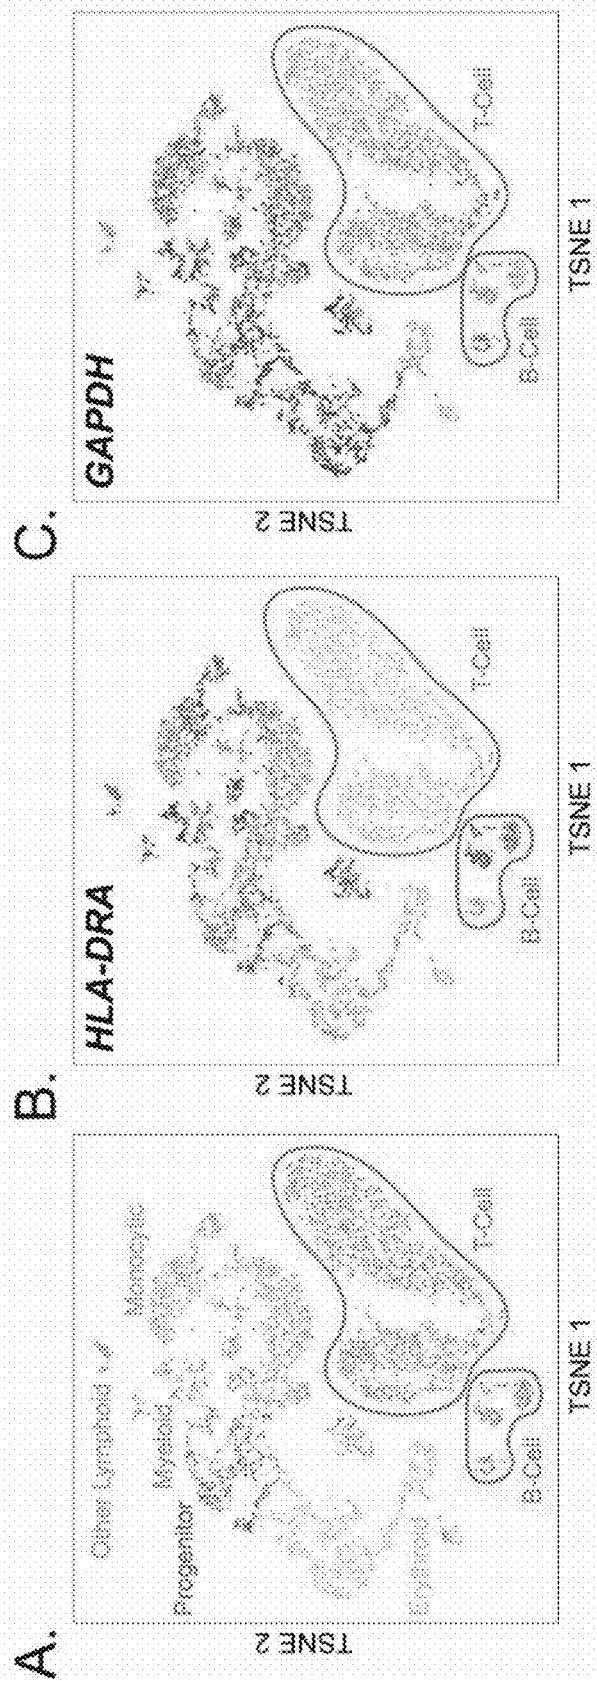 A.
Other Lymphoid
Monocytic
Myeloid
Progenitor
Erythroid
T-Cell
B-Cell
TSNE 2
TSNE 1
B.
HLA-DRA
T-Cell
B-Cell
TSNE 2
TSNE 1
C.
GAPDH
T-Cell
B-Cell
TSNE 2
TSNE 1